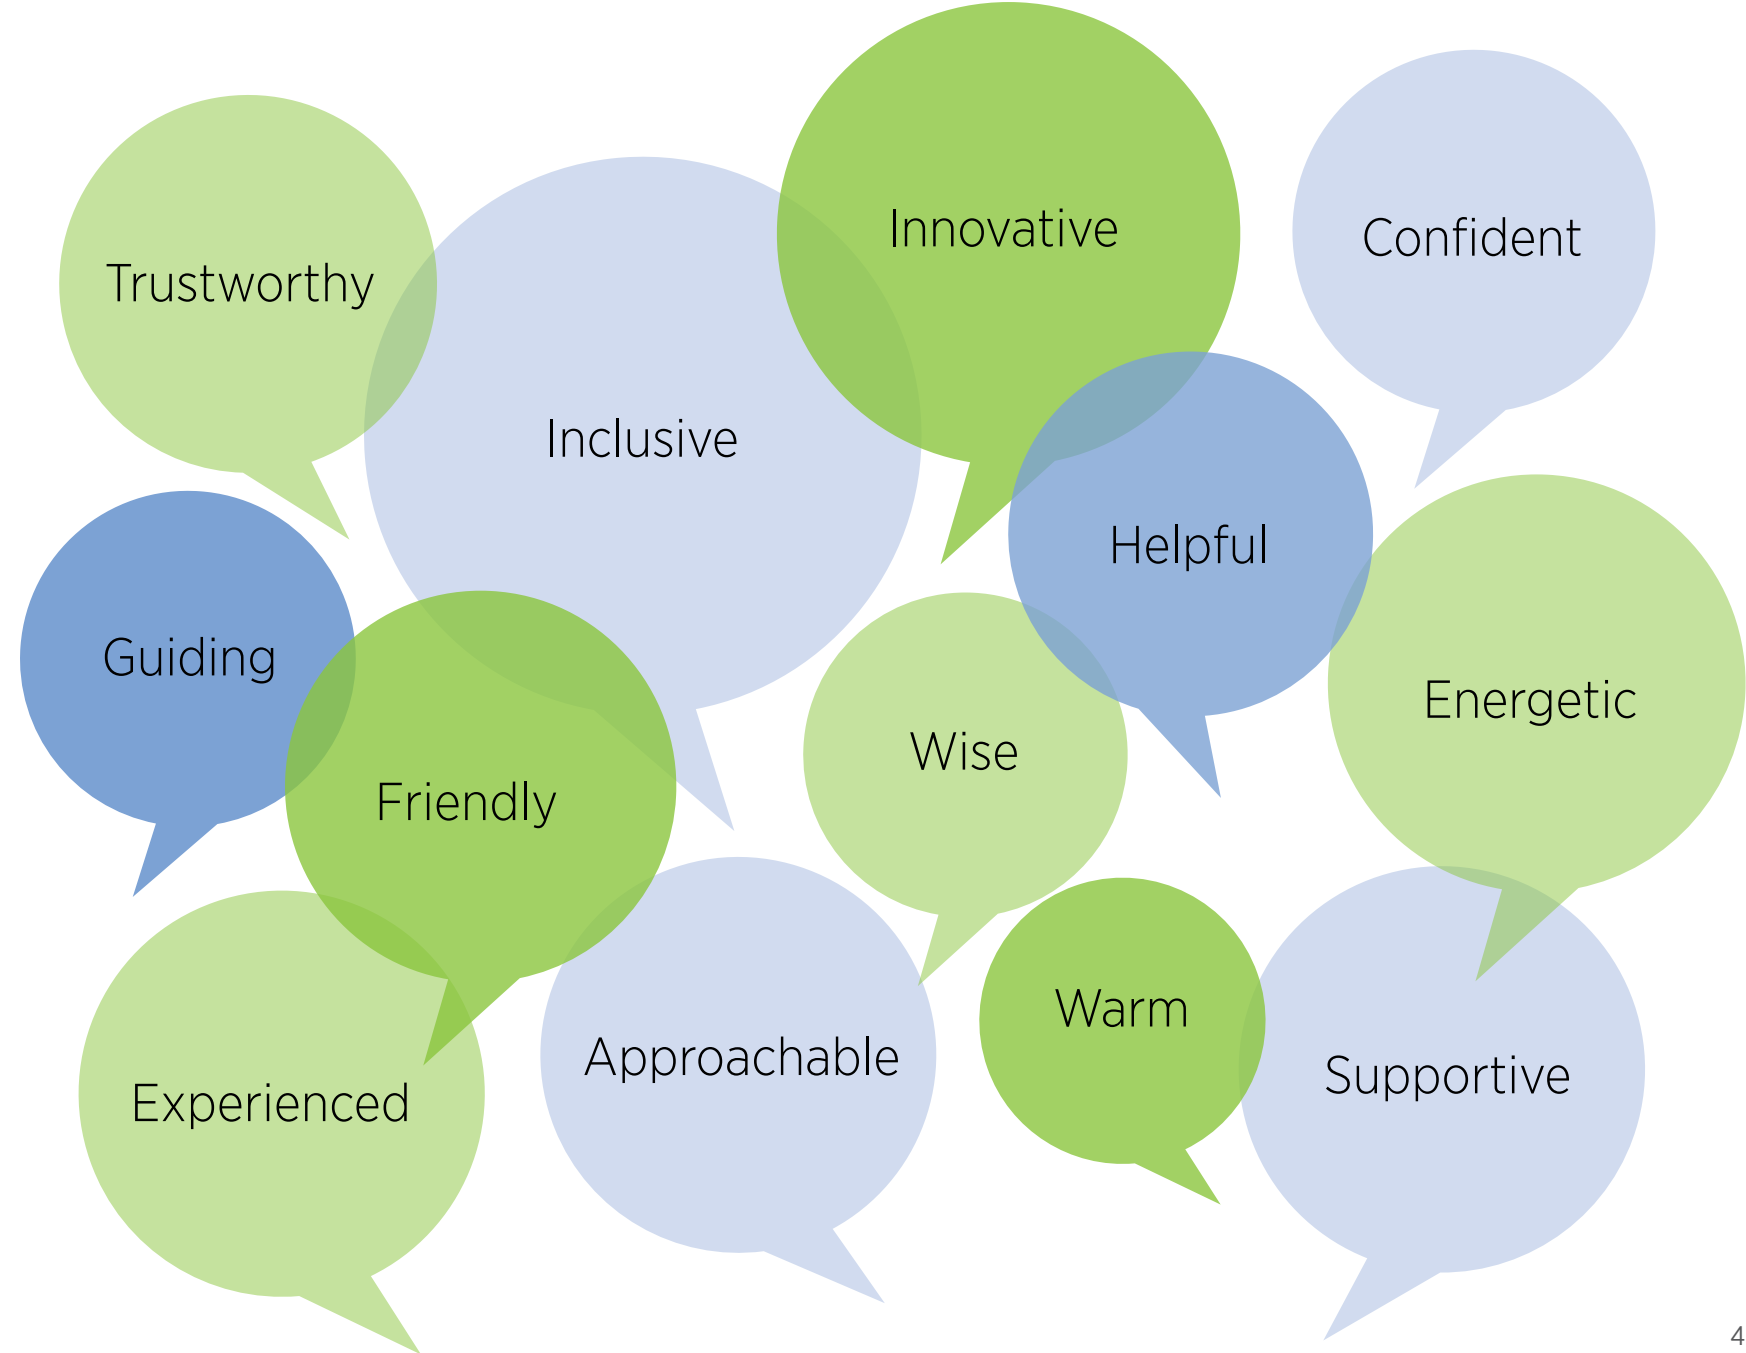 Innovative
Confident
Trustworthy
Inclusive
Helpful
Guiding
Energetic
Wise
Friendly
Warm
Approachable
Supportive
Experienced
4